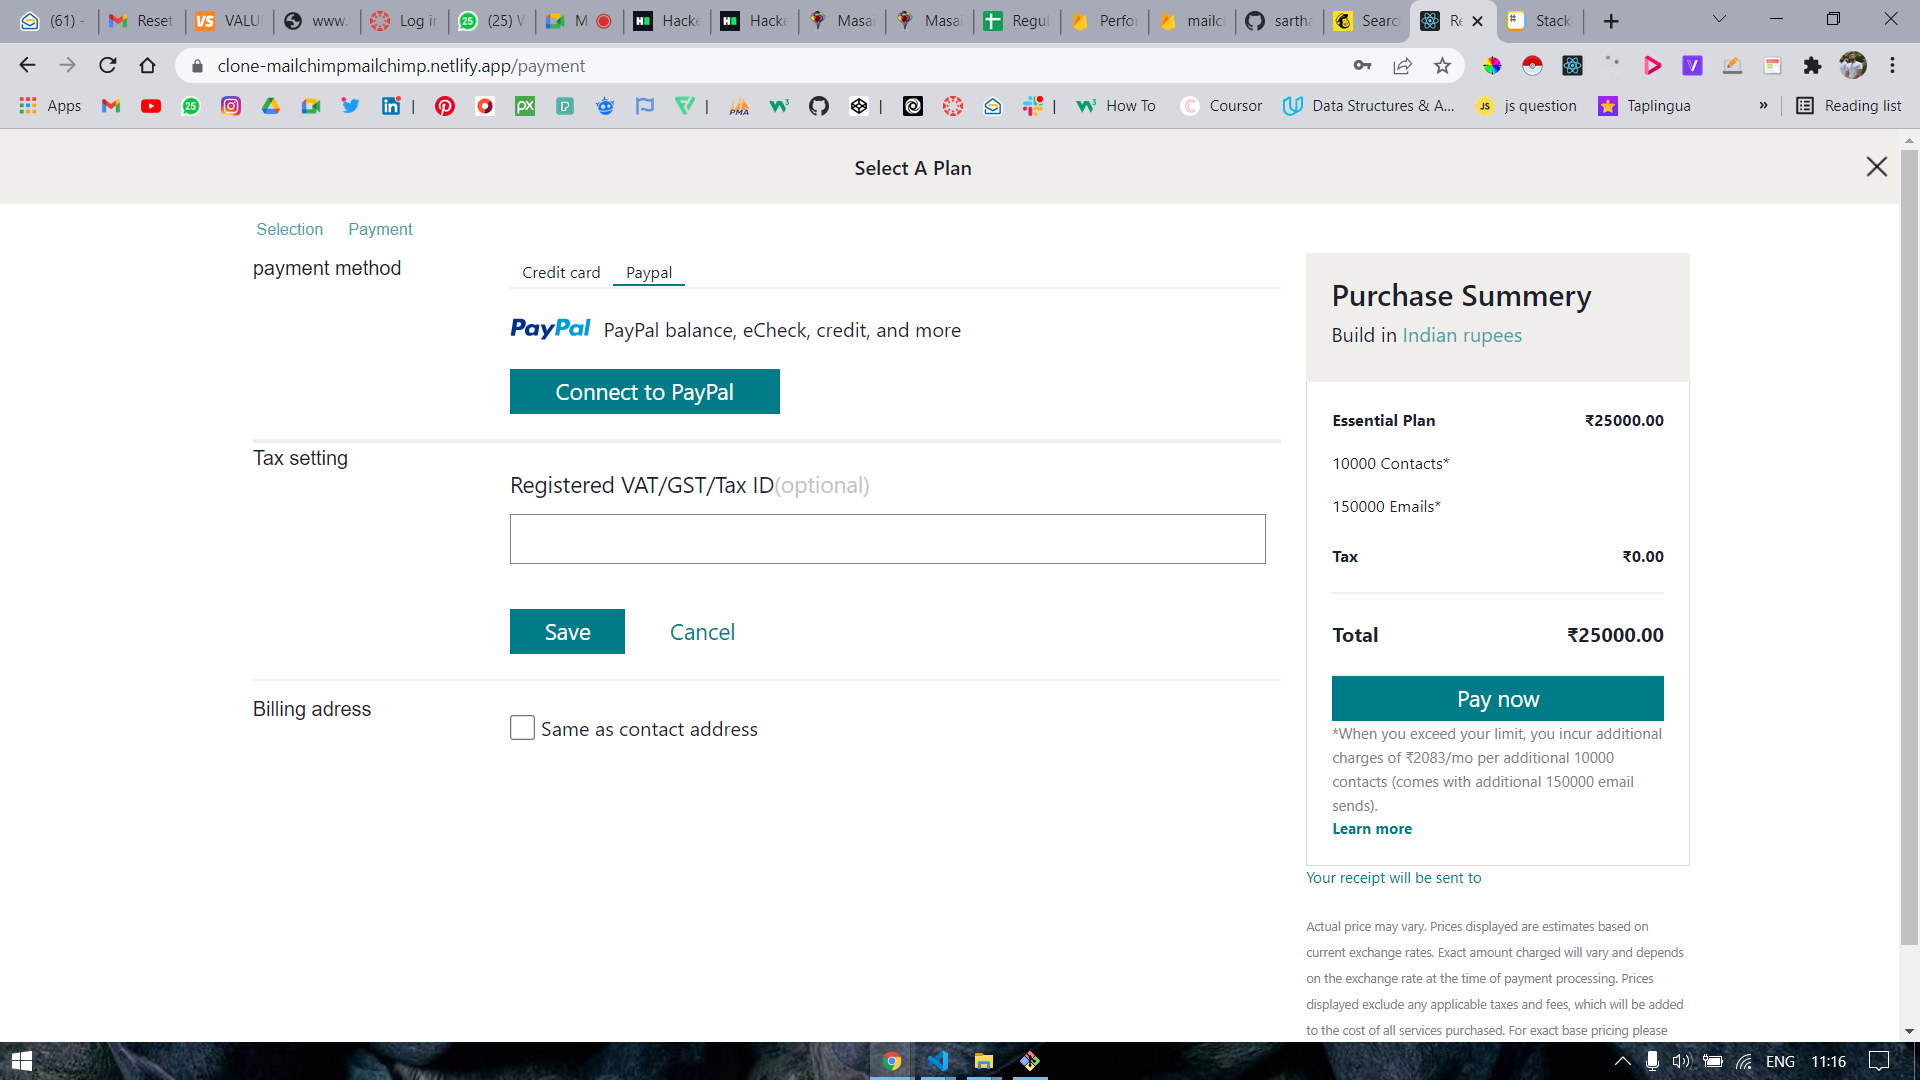 (61) -
Reset
VALU
www.
Log in
(25) W
M
Hacke
Hacke
Masai
Masai
Regul
Perfor
mailch
sartha
Search
Re
Stack
clone-mailchimpmailchimp.netlify.app/payment
Apps
How To
Coursor
Data Structures & A...
js question
Taplingua
»
Reading list
Select A Plan
Selection
Payment
payment method
Credit card
Paypal
PayPal
PayPal balance, eCheck, credit, and more
Connect to PayPal
Tax setting
Registered VAT/GST/Tax ID(optional)
Save
Cancel
Billing adress
Same as contact address
Purchase Summery
Build in Indian rupees
Essential Plan ₹25000.00
10000 Contacts*
150000 Emails*
Tax ₹0.00
Total ₹25000.00
Pay now
*When you exceed your limit, you incur additional
charges of ₹2083/mo per additional 10000
contacts (comes with additional 150000 email
sends).
Learn more
Your receipt will be sent to
Actual price may vary. Prices displayed are estimates based on
current exchange rates. Exact amount charged will vary and depends
on the exchange rate at the time of payment processing. Prices
displayed exclude any applicable taxes and fees, which will be added
to the cost of all services purchased. For exact base pricing please
ENG
11:16